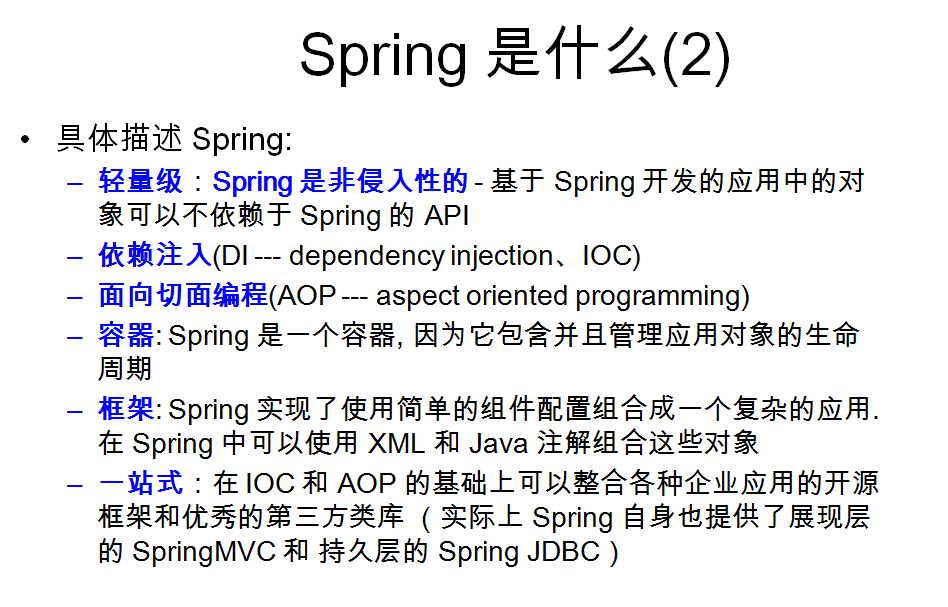 Spring 是什么(2)
• 具体描述 Spring:
– 轻量级：Spring 是非侵入性的 - 基于 Spring 开发的应用中的对
象可以不依赖于 Spring 的 API
– 依赖注入(DI --- dependency injection、IOC)
– 面向切面编程(AOP --- aspect oriented programming)
– 容器: Spring 是一个容器, 因为它包含并且管理应用对象的生命
周期
– 框架: Spring 实现了使用简单的组件配置组合成一个复杂的应用.
在 Spring 中可以使用 XML 和 Java 注解组合这些对象
– 一站式：在 IOC 和 AOP 的基础上可以整合各种企业应用的开源
框架和优秀的第三方类库 （实际上 Spring 自身也提供了展现层
的 SpringMVC 和 持久层的 Spring JDBC）